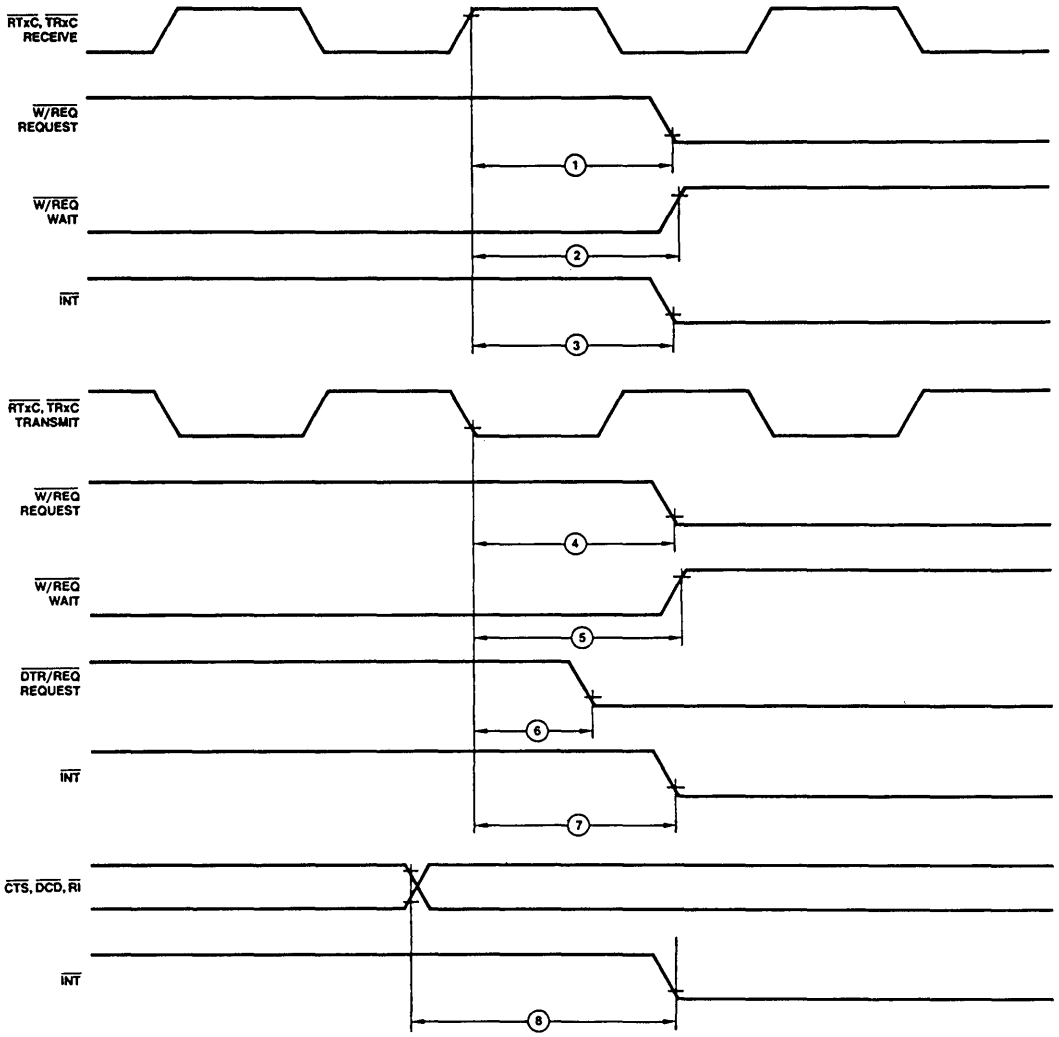 RTxC, TRxC
RECEIVE
W/REQ
REQUEST
1
W/REQ
WAIT
2
INT
3
RTxC, TRxC
TRANSMIT
W/REQ
REQUEST
4
W/REQ
WAIT
5
DTR/REQ
REQUEST
6
INT
7
CTS, DCD, RI
INT
8